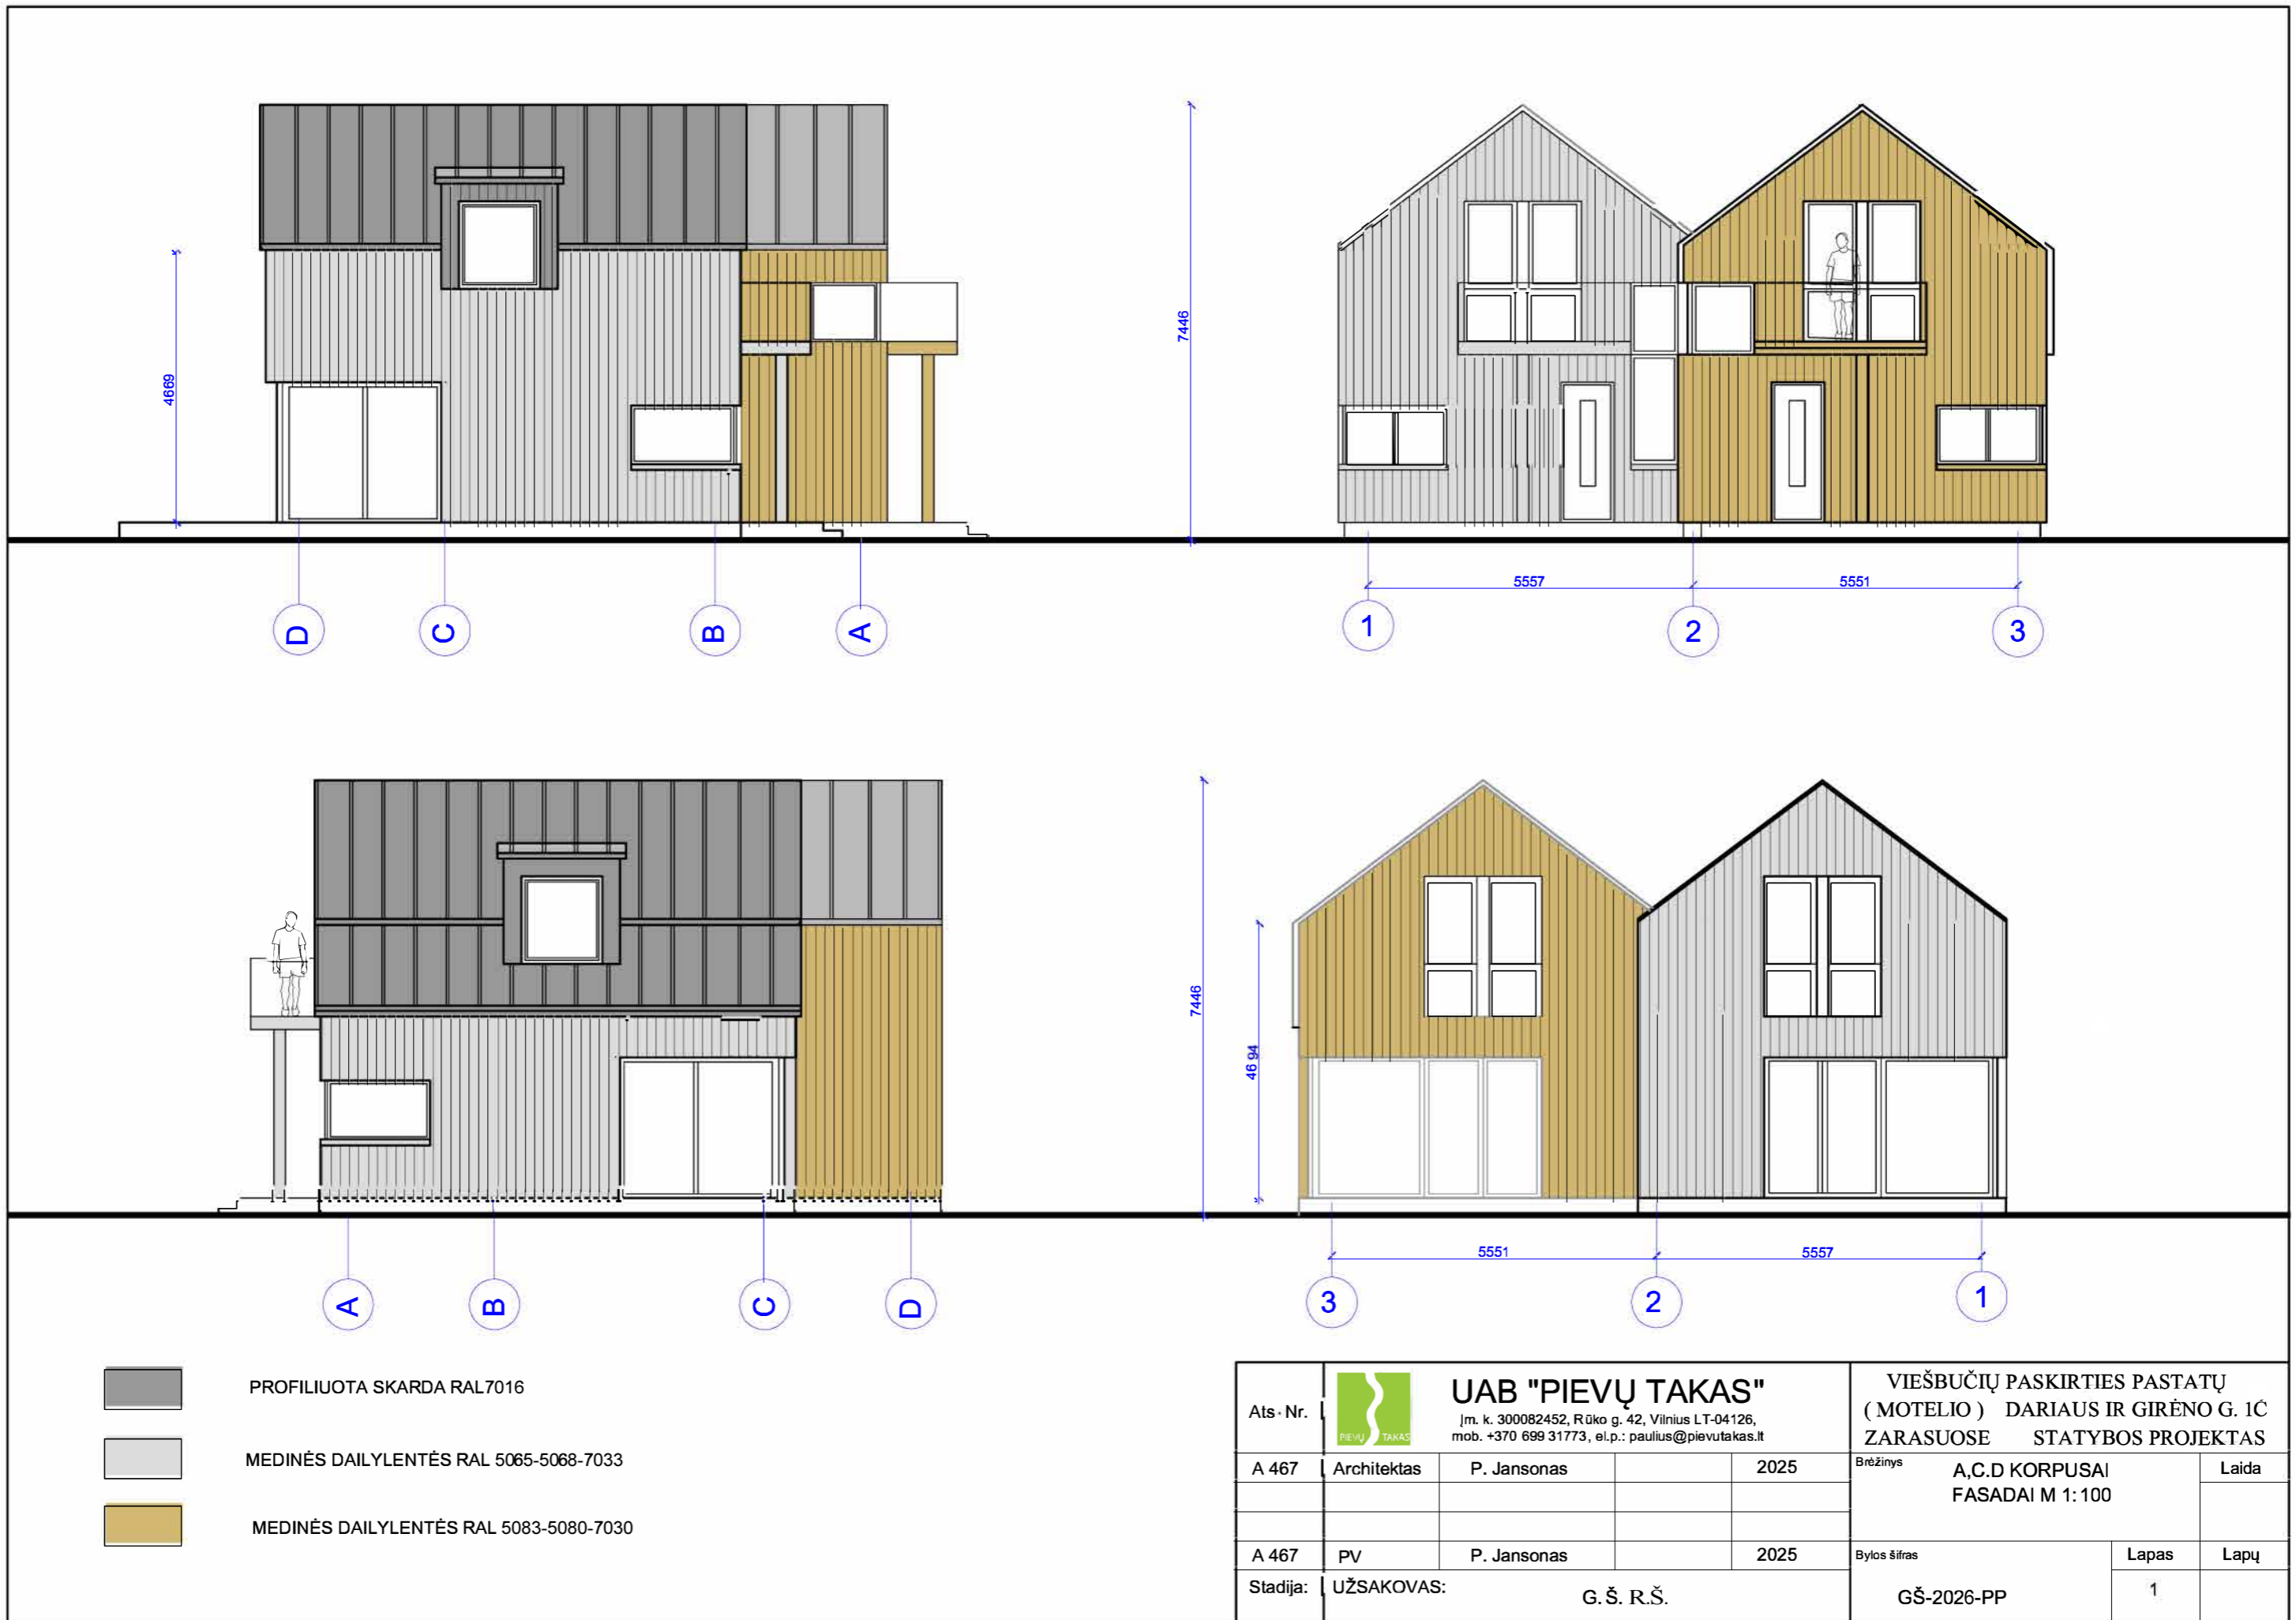 4669
7446
D
C
B
A
5557
5551
1
2
3
7446
46 94
A
B
C
D
5551
5557
3
2
1
PROFILIUOTA SKARDA RAL7016
MEDINĖS DAILYLENTĖS RAL 5065-5068-7033
MEDINĖS DAILYLENTĖS RAL 5083-5080-7030
Ats. Nr.
PIEVŲ TAKAS
UAB "PIEVŲ TAKAS"
Įm. k. 300082452, Rūko g. 42, Vilnius LT-04126,
mob. +370 699 31773, el.p.: paulius@pievutakas.lt
VIEŠBUČIŲ PASKIRTIES PASTATŲ
( MOTELIO ) DARIAUS IR GIRĖNO G. 1Č
ZARASUOSE STATYBOS PROJEKTAS
A 467 Architektas P. Jansonas 2025
Brėžinys
A,C.D KORPUSAI
FASADAI M 1:100
Laida
A 467 PV P. Jansonas 2025
Bylos šifras
GŠ-2026-PP
Lapas
1
Lapų
Stadija:
UŽSAKOVAS:
G. Š. R.Š.